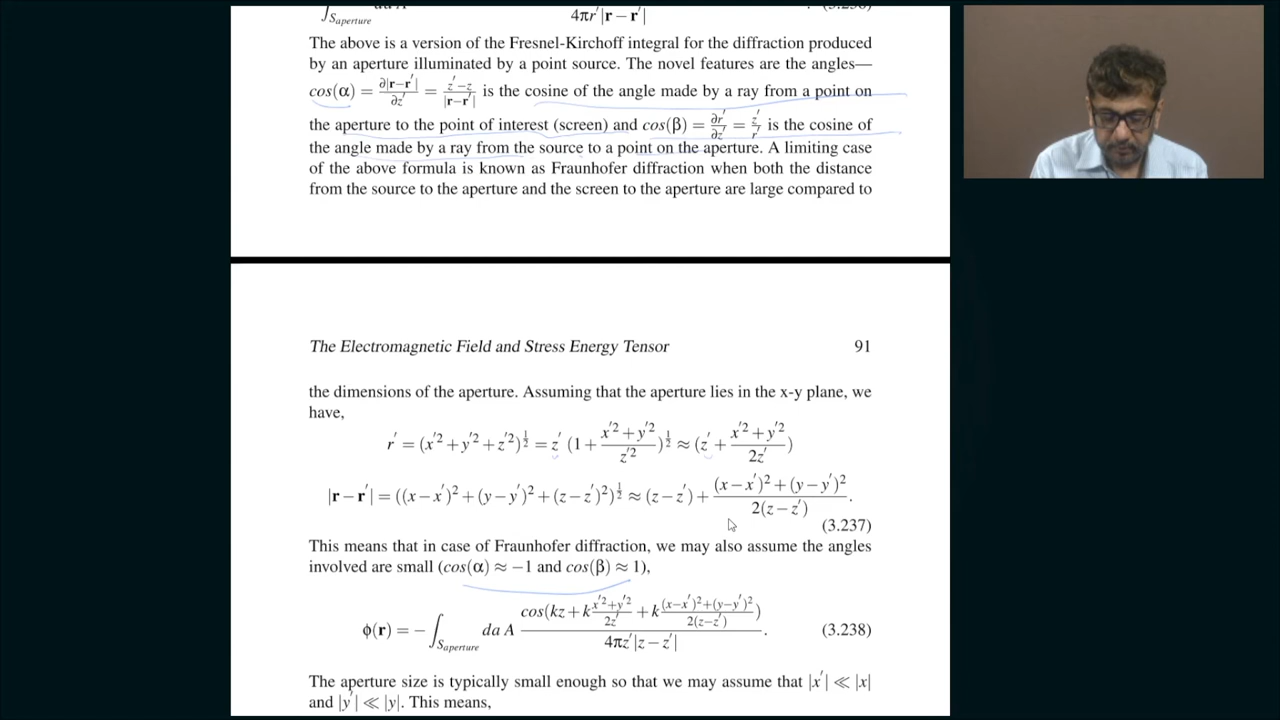 ∫S_aperture da A / 4πr′|r−r′| . (3.236)
The above is a version of the Fresnel-Kirchoff integral for the diffraction produced
by an aperture illuminated by a point source. The novel features are the angles—
cos(α) = ∂|r−r′|/∂z′ = (z′−z)/|r−r′| is the cosine of the angle made by a ray from a point on
the aperture to the point of interest (screen) and cos(β) = ∂r′/∂z′ = z′/r′ is the cosine of
the angle made by a ray from the source to a point on the aperture. A limiting case
of the above formula is known as Fraunhofer diffraction when both the distance
from the source to the aperture and the screen to the aperture are large compared to
The Electromagnetic Field and Stress Energy Tensor 91
the dimensions of the aperture. Assuming that the aperture lies in the x-y plane, we
have,
r′ = (x′²+y′²+z′²)^½ = z′ (1+ (x′²+y′²)/z′²)^½ ≈ (z′ + (x′²+y′²)/2z′)
|r−r′| = ((x−x′)²+(y−y′)²+(z−z′)²)^½ ≈ (z−z′) + ((x−x′)²+(y−y′)²)/2(z−z′).
(3.237)
This means that in case of Fraunhofer diffraction, we may also assume the angles
involved are small (cos(α) ≈ −1 and cos(β) ≈ 1),
ϕ(r) = −∫S_aperture da A cos(kz + k (x′²+y′²)/2z′ + k ((x−x′)²+(y−y′)²)/2(z−z′)) / 4πz′|z−z′| . (3.238)
The aperture size is typically small enough so that we may assume that |x′| ≪ |x|
and |y′| ≪ |y|. This means,